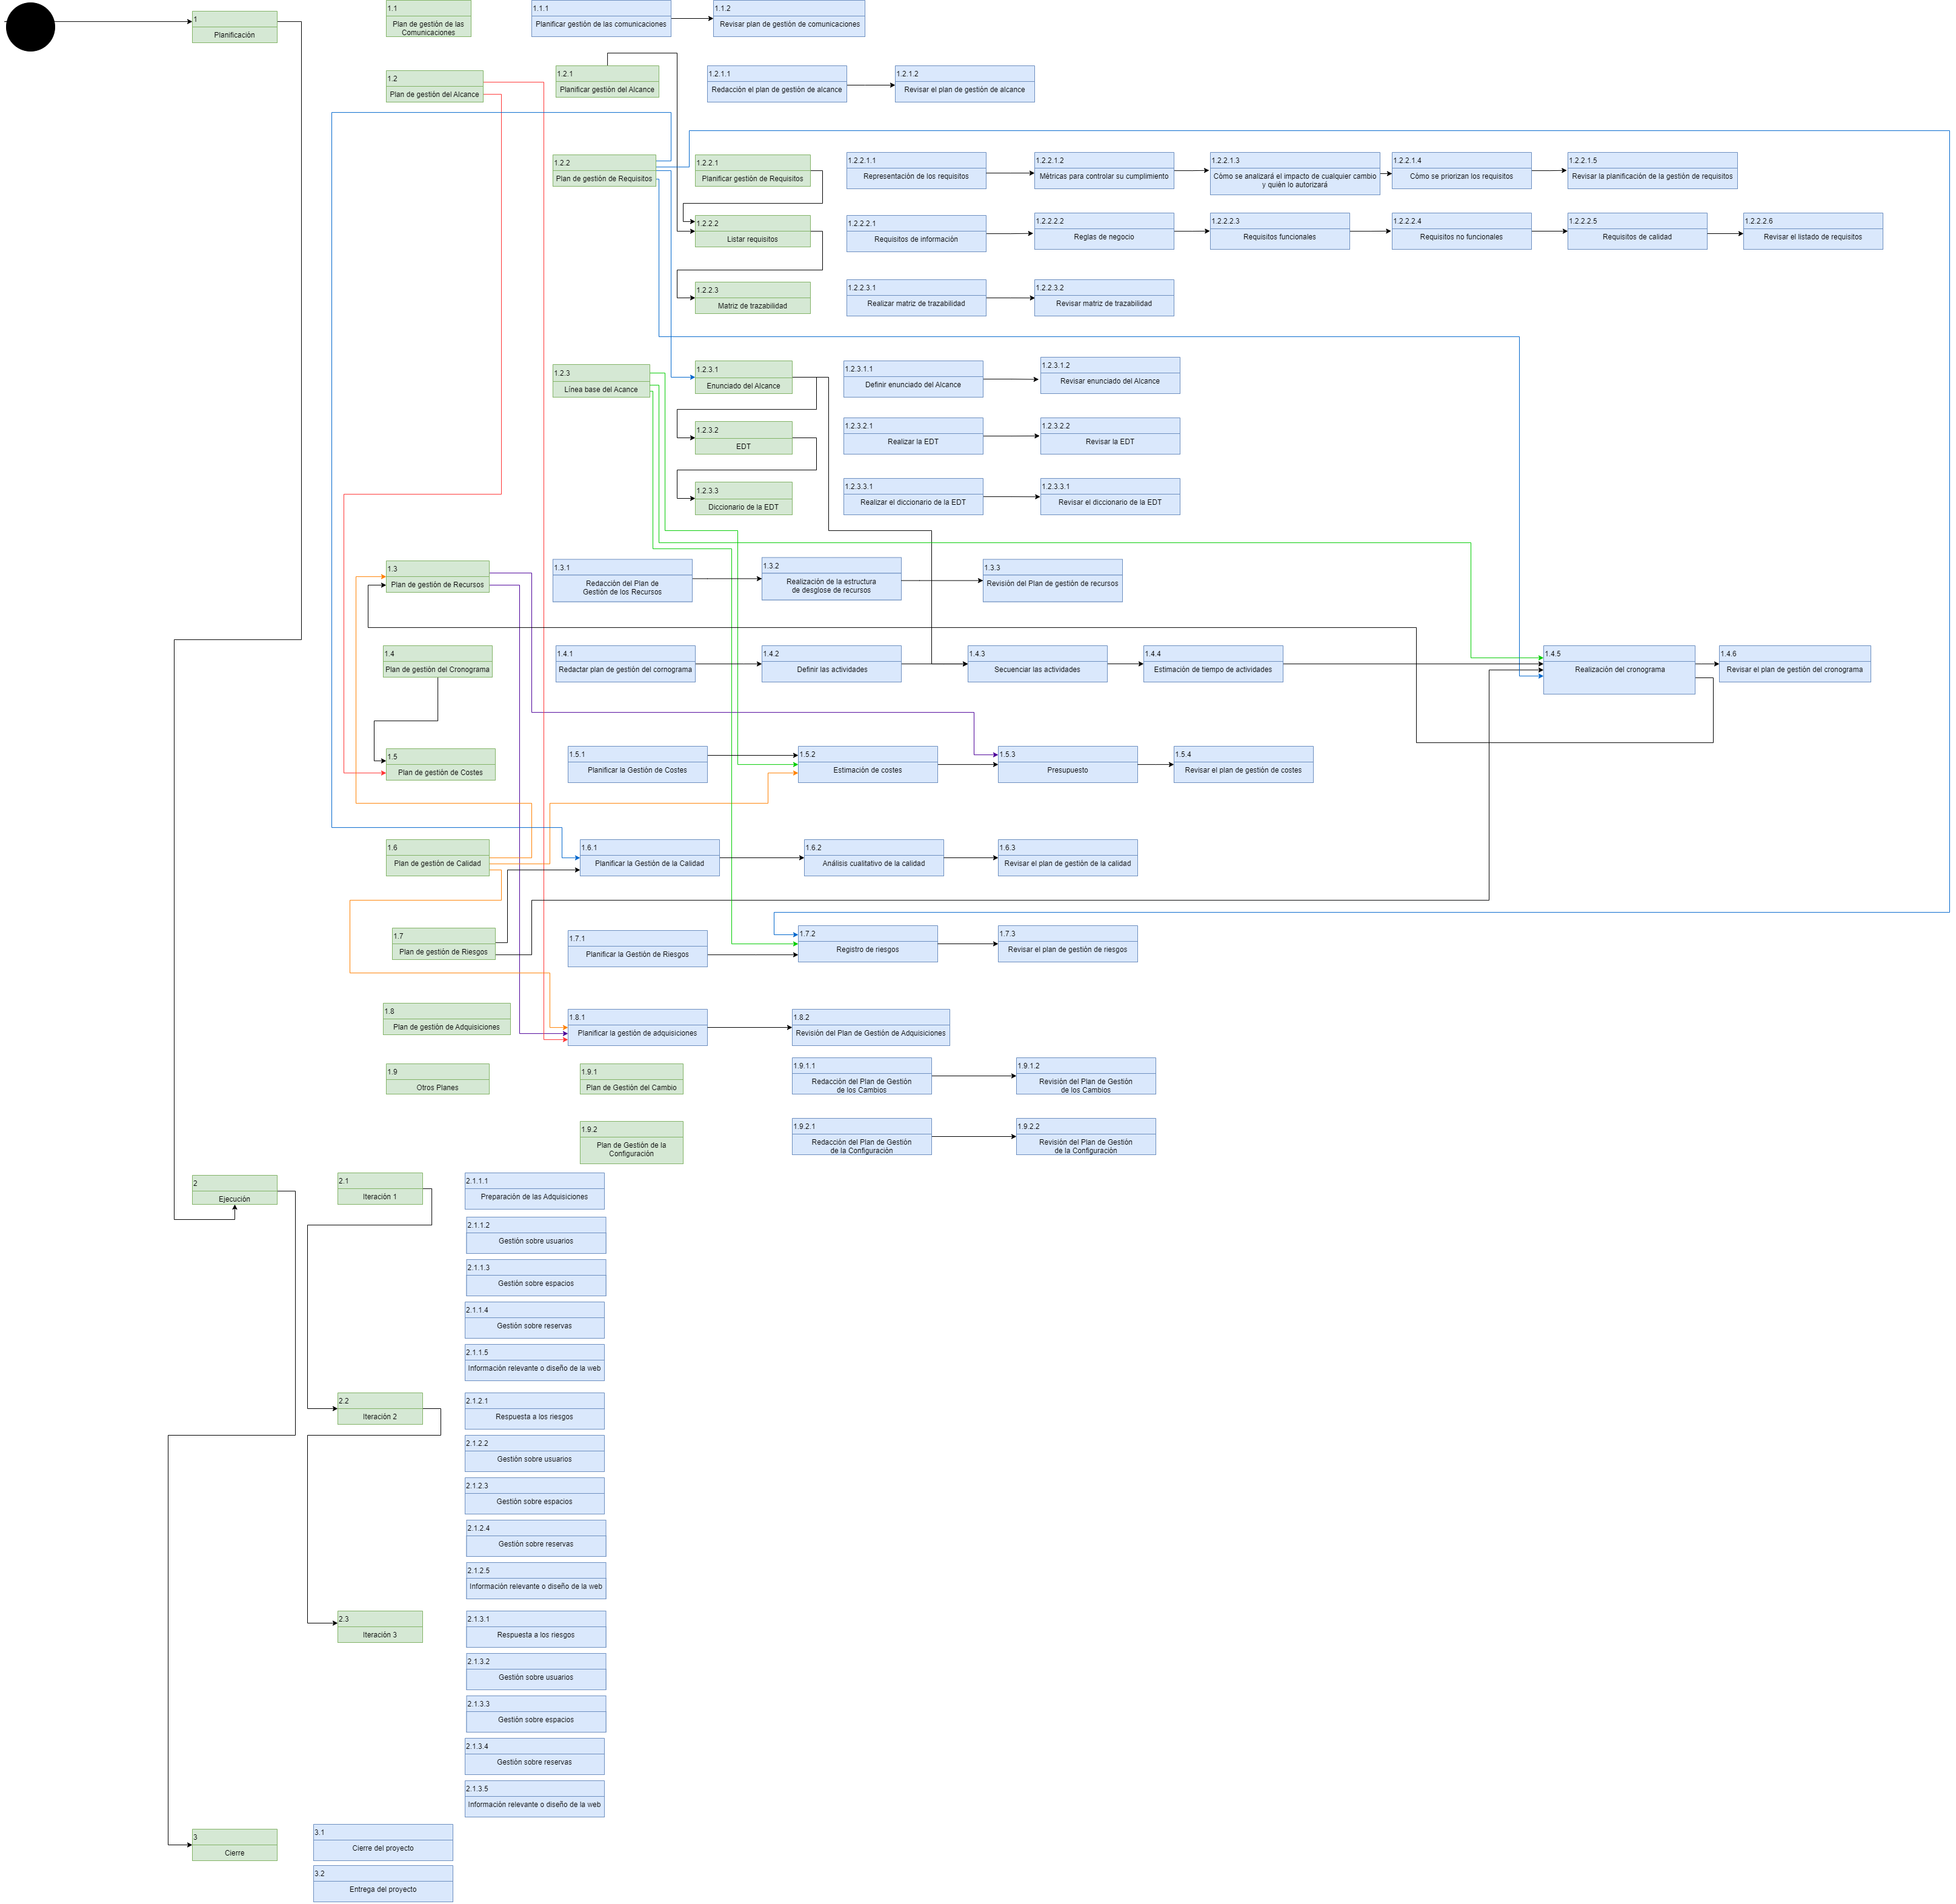 1
Planificación
1.1
Plan de gestión de las
Comunicaciones
1.1.1
Planificar gestión de las comunicaciones
1.1.2
Revisar plan de gestión de comunicaciones
1.2
Plan de gestión del Alcance
1.2.1
Planificar gestión del Alcance
1.2.1.1
Redacción el plan de gestión de alcance
1.2.1.2
Revisar el plan de gestión de alcance
1.2.2
Plan de gestión de Requisitos
1.2.2.1
Planificar gestión de Requisitos
1.2.2.1.1
Representación de los requisitos
1.2.2.1.2
Métricas para controlar su cumplimiento
1.2.2.1.3
Cómo se analizará el impacto de cualquier cambio
y quién lo autorizará
1.2.2.1.4
Cómo se priorizan los requisitos
1.2.2.1.5
Revisar la planificación de la gestión de requisitos
1.2.2.2
Listar requisitos
1.2.2.2.1
Requisitos de información
1.2.2.2.2
Reglas de negocio
1.2.2.2.3
Requisitos funcionales
1.2.2.2.4
Requisitos no funcionales
1.2.2.2.5
Requisitos de calidad
1.2.2.2.6
Revisar el listado de requisitos
1.2.2.3
Matriz de trazabilidad
1.2.2.3.1
Realizar matriz de trazabilidad
1.2.2.3.2
Revisar matriz de trazabilidad
1.2.3
Línea base del Acance
1.2.3.1
Enunciado del Alcance
1.2.3.1.1
Definir enunciado del Alcance
1.2.3.1.2
Revisar enunciado del Alcance
1.2.3.2
EDT
1.2.3.2.1
Realizar la EDT
1.2.3.2.2
Revisar la EDT
1.2.3.3
Diccionario de la EDT
1.2.3.3.1
Realizar el diccionario de la EDT
1.2.3.3.1
Revisar el diccionario de la EDT
1.3
Plan de gestión de Recursos
1.3.1
Redacción del Plan de
Gestión de los Recursos
1.3.2
Realización de la estructura
de desglose de recursos
1.3.3
Revisión del Plan de gestión de recursos
1.4
Plan de gestión del Cronograma
1.4.1
Redactar plan de gestión del cornograma
1.4.2
Definir las actividades
1.4.3
Secuenciar las actividades
1.4.4
Estimación de tiempo de actividades
1.4.5
Realización del cronograma
1.4.6
Revisar el plan de gestión del cronograma
1.5
Plan de gestión de Costes
1.5.1
Planificar la Gestión de Costes
1.5.2
Estimación de costes
1.5.3
Presupuesto
1.5.4
Revisar el plan de gestión de costes
1.6
Plan de gestión de Calidad
1.6.1
Planificar la Gestión de la Calidad
1.6.2
Análisis cualitativo de la calidad
1.6.3
Revisar el plan de gestión de la calidad
1.7
Plan de gestión de Riesgos
1.7.1
Planificar la Gestión de Riesgos
1.7.2
Registro de riesgos
1.7.3
Revisar el plan de gestión de riesgos
1.8
Plan de gestión de Adquisiciones
1.8.1
Planificar la gestión de adquisiciones
1.8.2
Revisión del Plan de Gestión de Adquisiciones
1.9
Otros Planes
1.9.1
Plan de Gestión del Cambio
1.9.1.1
Redacción del Plan de Gestión
de los Cambios
1.9.1.2
Revisión del Plan de Gestión
de los Cambios
1.9.2
Plan de Gestión de la
Configuración
1.9.2.1
Redacción del Plan de Gestión
de la Configuración
1.9.2.2
Revisión del Plan de Gestión
de la Configuración
2
Ejecución
2.1
Iteración 1
2.1.1.1
Preparación de las Adquisiciones
2.1.1.2
Gestión sobre usuarios
2.1.1.3
Gestión sobre espacios
2.1.1.4
Gestión sobre reservas
2.1.1.5
Información relevante o diseño de la web
2.2
Iteración 2
2.1.2.1
Respuesta a los riesgos
2.1.2.2
Gestión sobre usuarios
2.1.2.3
Gestión sobre espacios
2.1.2.4
Gestión sobre reservas
2.1.2.5
Información relevante o diseño de la web
2.3
Iteración 3
2.1.3.1
Respuesta a los riesgos
2.1.3.2
Gestión sobre usuarios
2.1.3.3
Gestión sobre espacios
2.1.3.4
Gestión sobre reservas
2.1.3.5
Información relevante o diseño de la web
3
Cierre
3.1
Cierre del proyecto
3.2
Entrega del proyecto